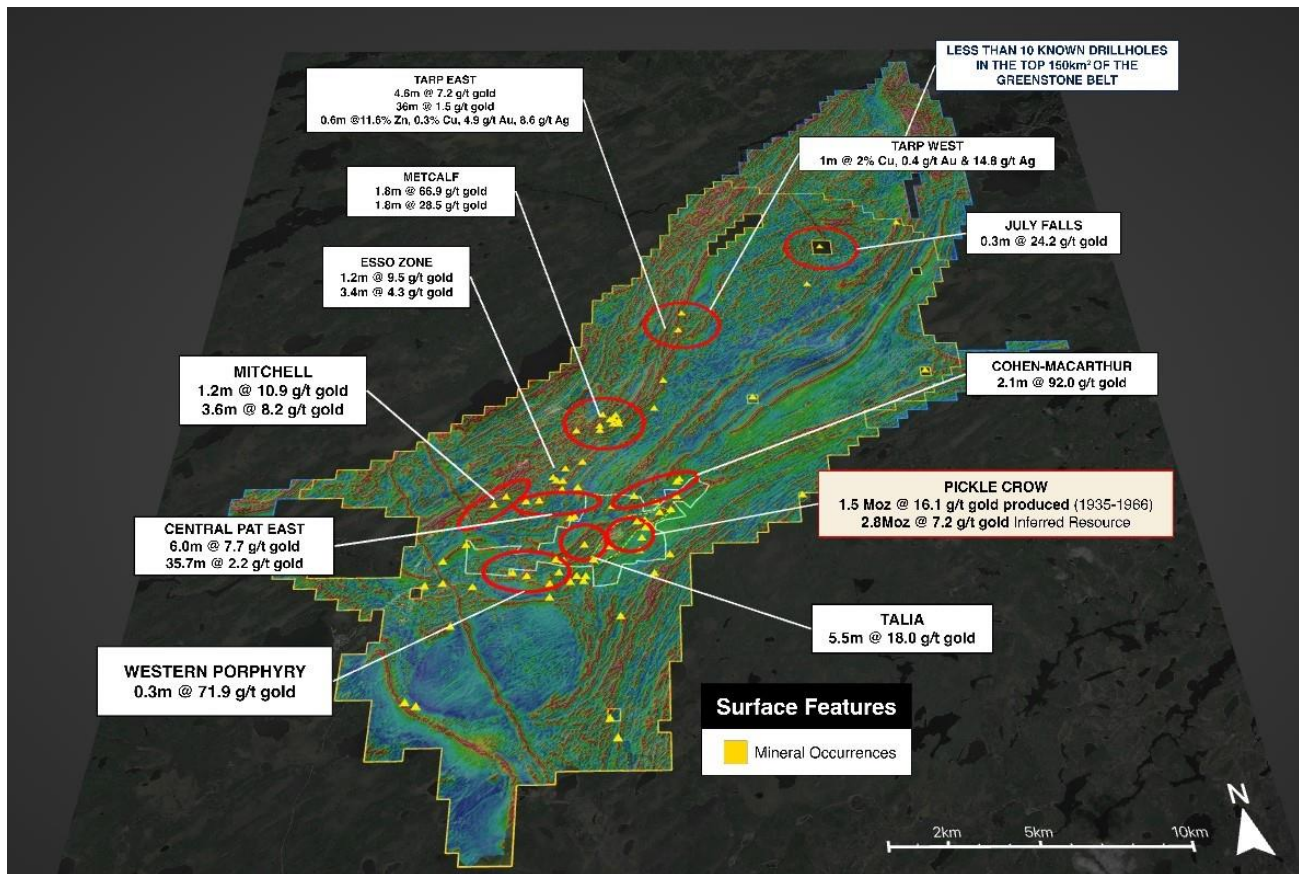 LESS THAN 10 KNOWN DRILLHOLES
IN THE TOP 150km² OF THE
GREENSTONE BELT
TARP EAST
4.6m @ 7.2 g/t gold
36m @ 1.5 g/t gold
0.6m @11.6% Zn, 0.3% Cu, 4.9 g/t Au, 8.6 g/t Ag
TARP WEST
1m @ 2% Cu, 0.4 g/t Au & 14.8 g/t Ag
METCALF
1.8m @ 66.9 g/t gold
1.8m @ 28.5 g/t gold
JULY FALLS
0.3m @ 24.2 g/t gold
ESSO ZONE
1.2m @ 9.5 g/t gold
3.4m @ 4.3 g/t gold
MITCHELL
1.2m @ 10.9 g/t gold
3.6m @ 8.2 g/t gold
COHEN-MACARTHUR
2.1m @ 92.0 g/t gold
PICKLE CROW
1.5 Moz @ 16.1 g/t gold produced (1935-1966)
2.8Moz @ 7.2 g/t gold Inferred Resource
CENTRAL PAT EAST
6.0m @ 7.7 g/t gold
35.7m @ 2.2 g/t gold
TALIA
5.5m @ 18.0 g/t gold
WESTERN PORPHYRY
0.3m @ 71.9 g/t gold
Surface Features
Mineral Occurrences
N
2km 5km 10km